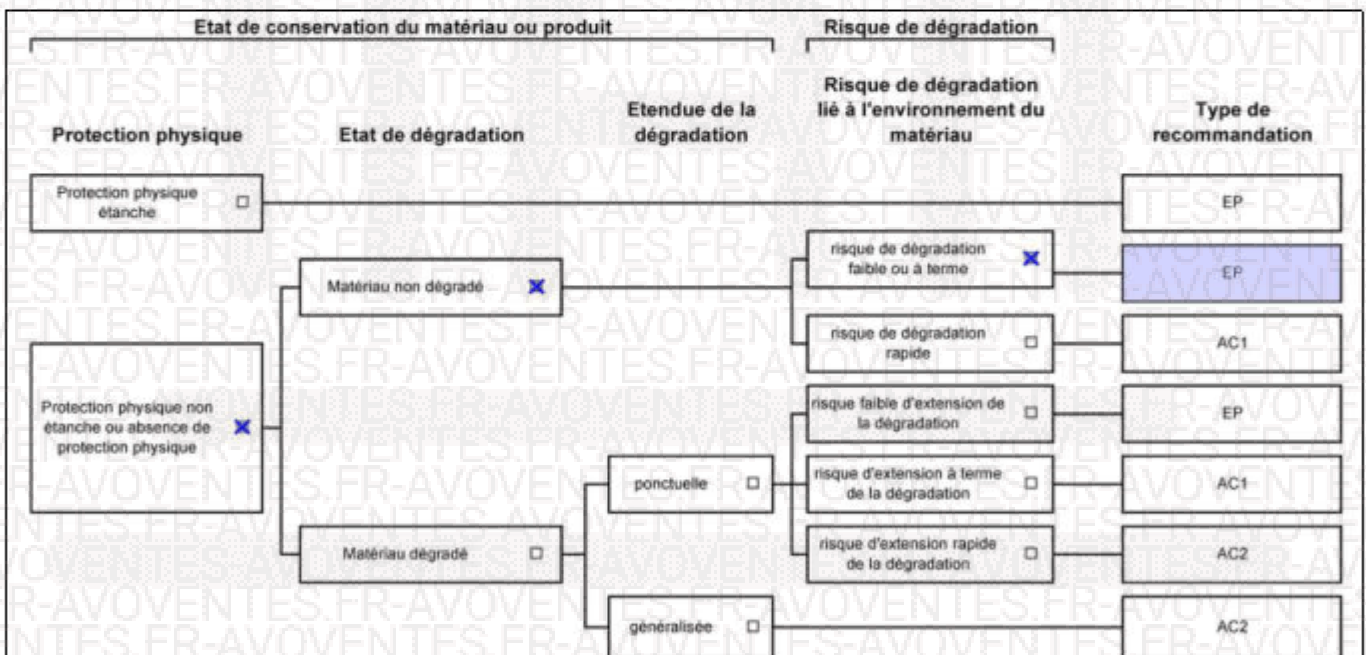 Etat de conservation du matériau ou produit
Risque de dégradation
Protection physique
Etat de dégradation
Etendue de la
dégradation
Risque de dégradation
lié à l'environnement du
matériau
Type de
recommandation
Protection physique
étanche
EP
risque de dégradation
faible ou à terme
EP
Matériau non dégradé
risque de dégradation
rapide
AC1
Protection physique non
étanche ou absence de
protection physique
risque faible d'extension de
la dégradation
EP
ponctuelle
risque d'extension à terme
de la dégradation
AC1
Matériau dégradé
risque d'extension rapide
de la dégradation
AC2
généralisée
AC2